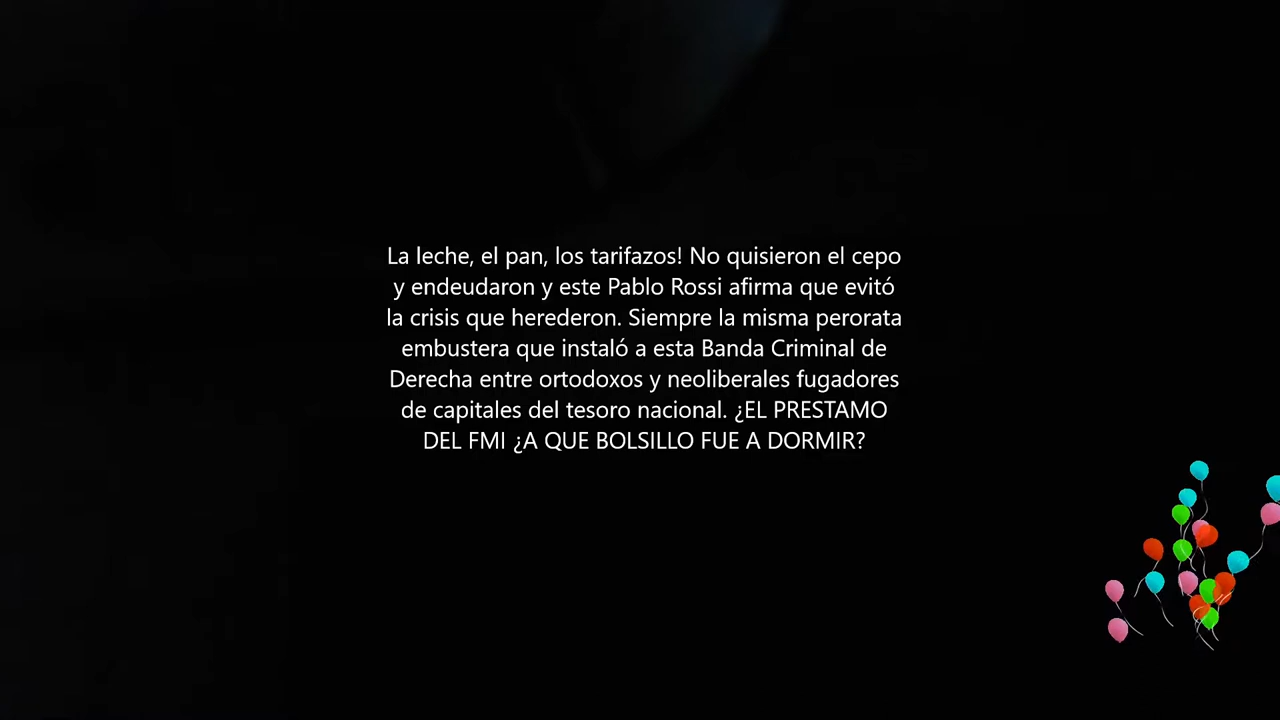 La leche, el pan, los tarifazos! No quisieron el cepo
y endeudaron y este Pablo Rossi afirma que evitó
la crisis que herederon. Siempre la misma perorata
embustera que instaló a esta Banda Criminal de
Derecha entre ortodoxos y neoliberales fugadores
de capitales del tesoro nacional. ¿EL PRESTAMO
DEL FMI ¿A QUE BOLSILLO FUE A DORMIR?